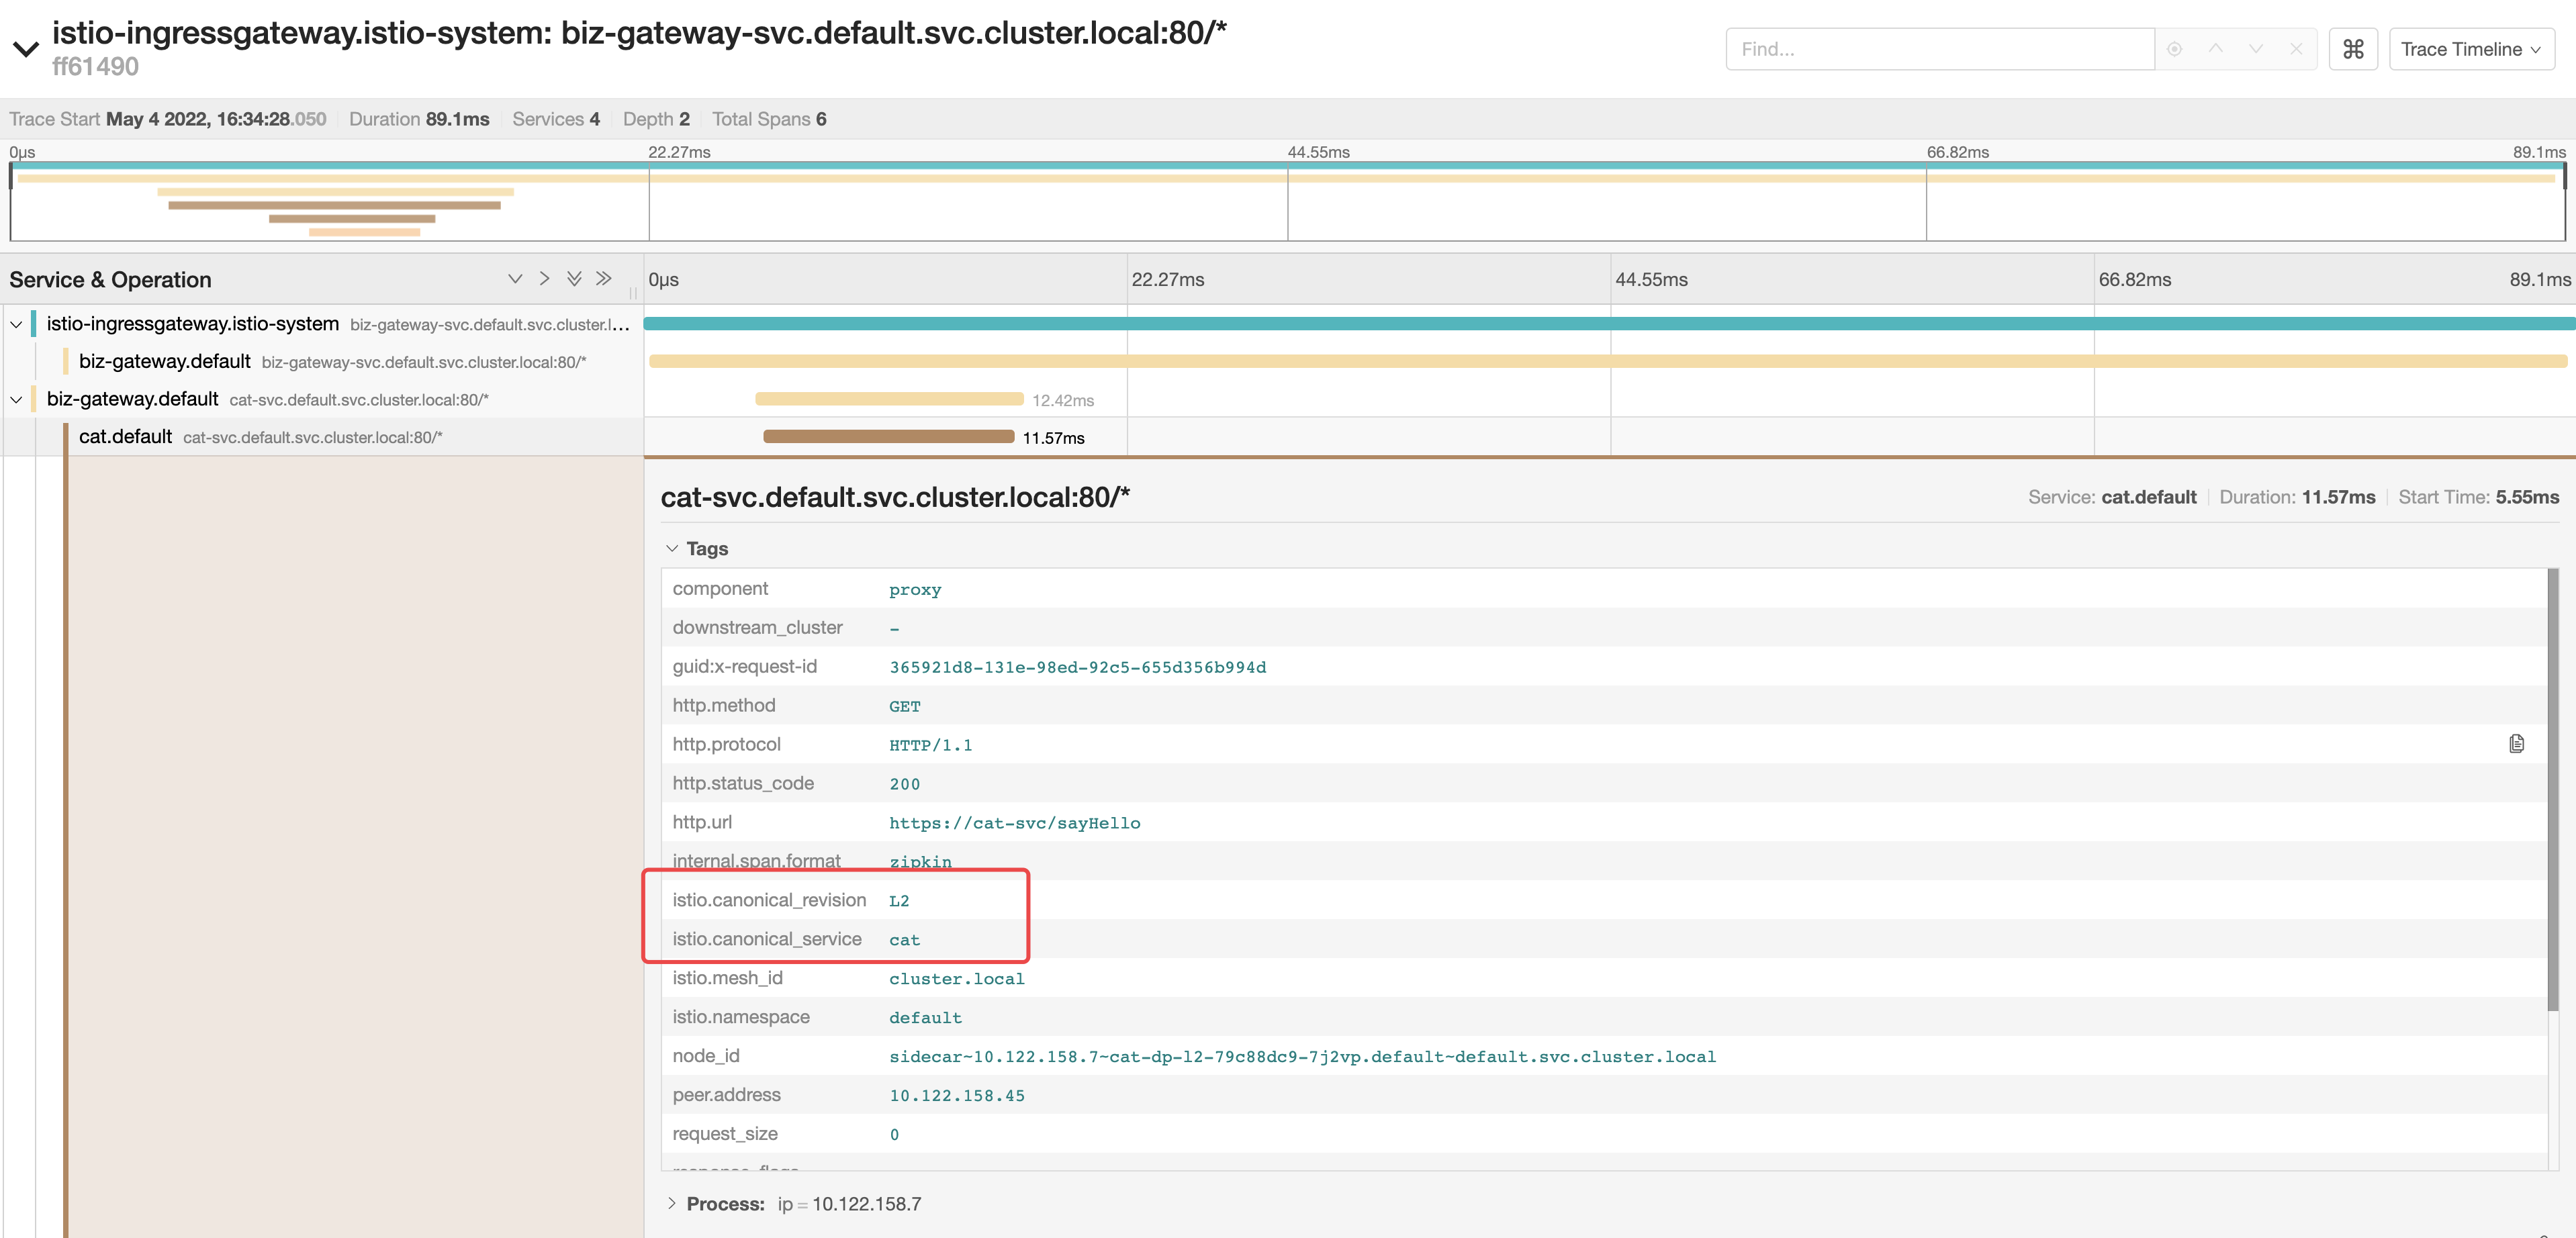 istio-ingressgateway.istio-system: biz-gateway-svc.default.svc.cluster.local:80/*
ff61490
Find...
Trace Timeline
Trace Start May 4 2022, 16:34:28.050 Duration 89.1ms Services 4 Depth 2 Total Spans 6
0μs 22.27ms 44.55ms 66.82ms 89.1ms
Service & Operation 0μs 22.27ms 44.55ms 66.82ms 89.1ms
istio-ingressgateway.istio-system biz-gateway-svc.default.svc.cluster.l...
biz-gateway.default biz-gateway-svc.default.svc.cluster.local:80/*
biz-gateway.default cat-svc.default.svc.cluster.local:80/* 12.42ms
cat.default cat-svc.default.svc.cluster.local:80/* 11.57ms
cat-svc.default.svc.cluster.local:80/* Service: cat.default Duration: 11.57ms Start Time: 5.55ms
Tags
component proxy
downstream_cluster -
guid:x-request-id 365921d8-131e-98ed-92c5-655d356b994d
http.method GET
http.protocol HTTP/1.1
http.status_code 200
http.url https://cat-svc/sayHello
internal.span.format zipkin
istio.canonical_revision L2
istio.canonical_service cat
istio.mesh_id cluster.local
istio.namespace default
node_id sidecar~10.122.158.7~cat-dp-l2-79c88dc9-7j2vp.default~default.svc.cluster.local
peer.address 10.122.158.45
request_size 0
Process: ip = 10.122.158.7